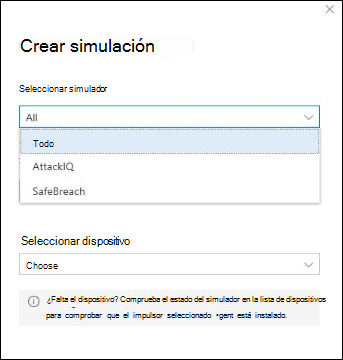 Crear simulación
Seleccionar simulador
All
Todo
AttackIQ
SafeBreach
Seleccionar dispositivo
Choose
¿Falta el dispositivo? Comprueba el estado del simulador en la lista de dispositivos
para comprobar que el impulsor seleccionado •gent está instalado.